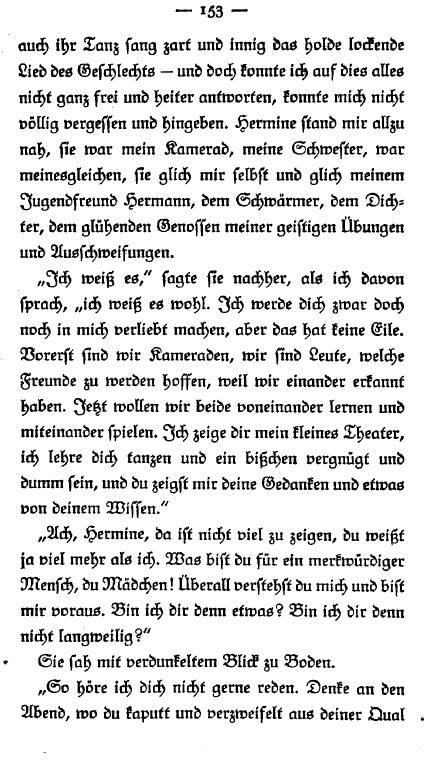 — 153 —
auch ihr Tanz sang zart und innig das holde lockende
Lied des Geschlechts — und doch konnte ich auf dies alles
nicht ganz frei und heiter antworten, konnte mich nicht
völlig vergessen und hingeben. Hermine stand mir allzu
nah, sie war mein Kamerad, meine Schwester, war
meinesgleichen, sie glich mir selbst und glich meinem
Jugendfreund Hermann, dem Schwärmer, dem Dich-
ter, dem glühenden Genossen meiner geistigen Übungen
und Ausschweifungen.
„Ich weiß es,“ sagte sie nachher, als ich davon
sprach, „ich weiß es wohl. Ich werde dich zwar doch
noch in mich verliebt machen, aber das hat keine Eile.
Vorerst sind wir Kameraden, wir sind Leute, welche
Freunde zu werden hoffen, weil wir einander erkannt
haben. Jetzt wollen wir beide voneinander lernen und
miteinander spielen. Ich zeige dir mein kleines Theater,
ich lehre dich tanzen und ein bißchen vergnügt und
dumm sein, und du zeigst mir deine Gedanken und etwas
von deinem Wissen.“
„Ach, Hermine, da ist nicht viel zu zeigen, du weißt
ja viel mehr als ich. Was bist du für ein merkwürdiger
Mensch, du Mädchen! Überall verstehst du mich und bist
mir voraus. Bin ich dir denn etwas? Bin ich dir denn
nicht langweilig?“
Sie sah mit verdunkeltem Blick zu Boden.
„So höre ich dich nicht gerne reden. Denke an den
Abend, wo du kaputt und verzweifelt aus deiner Qual